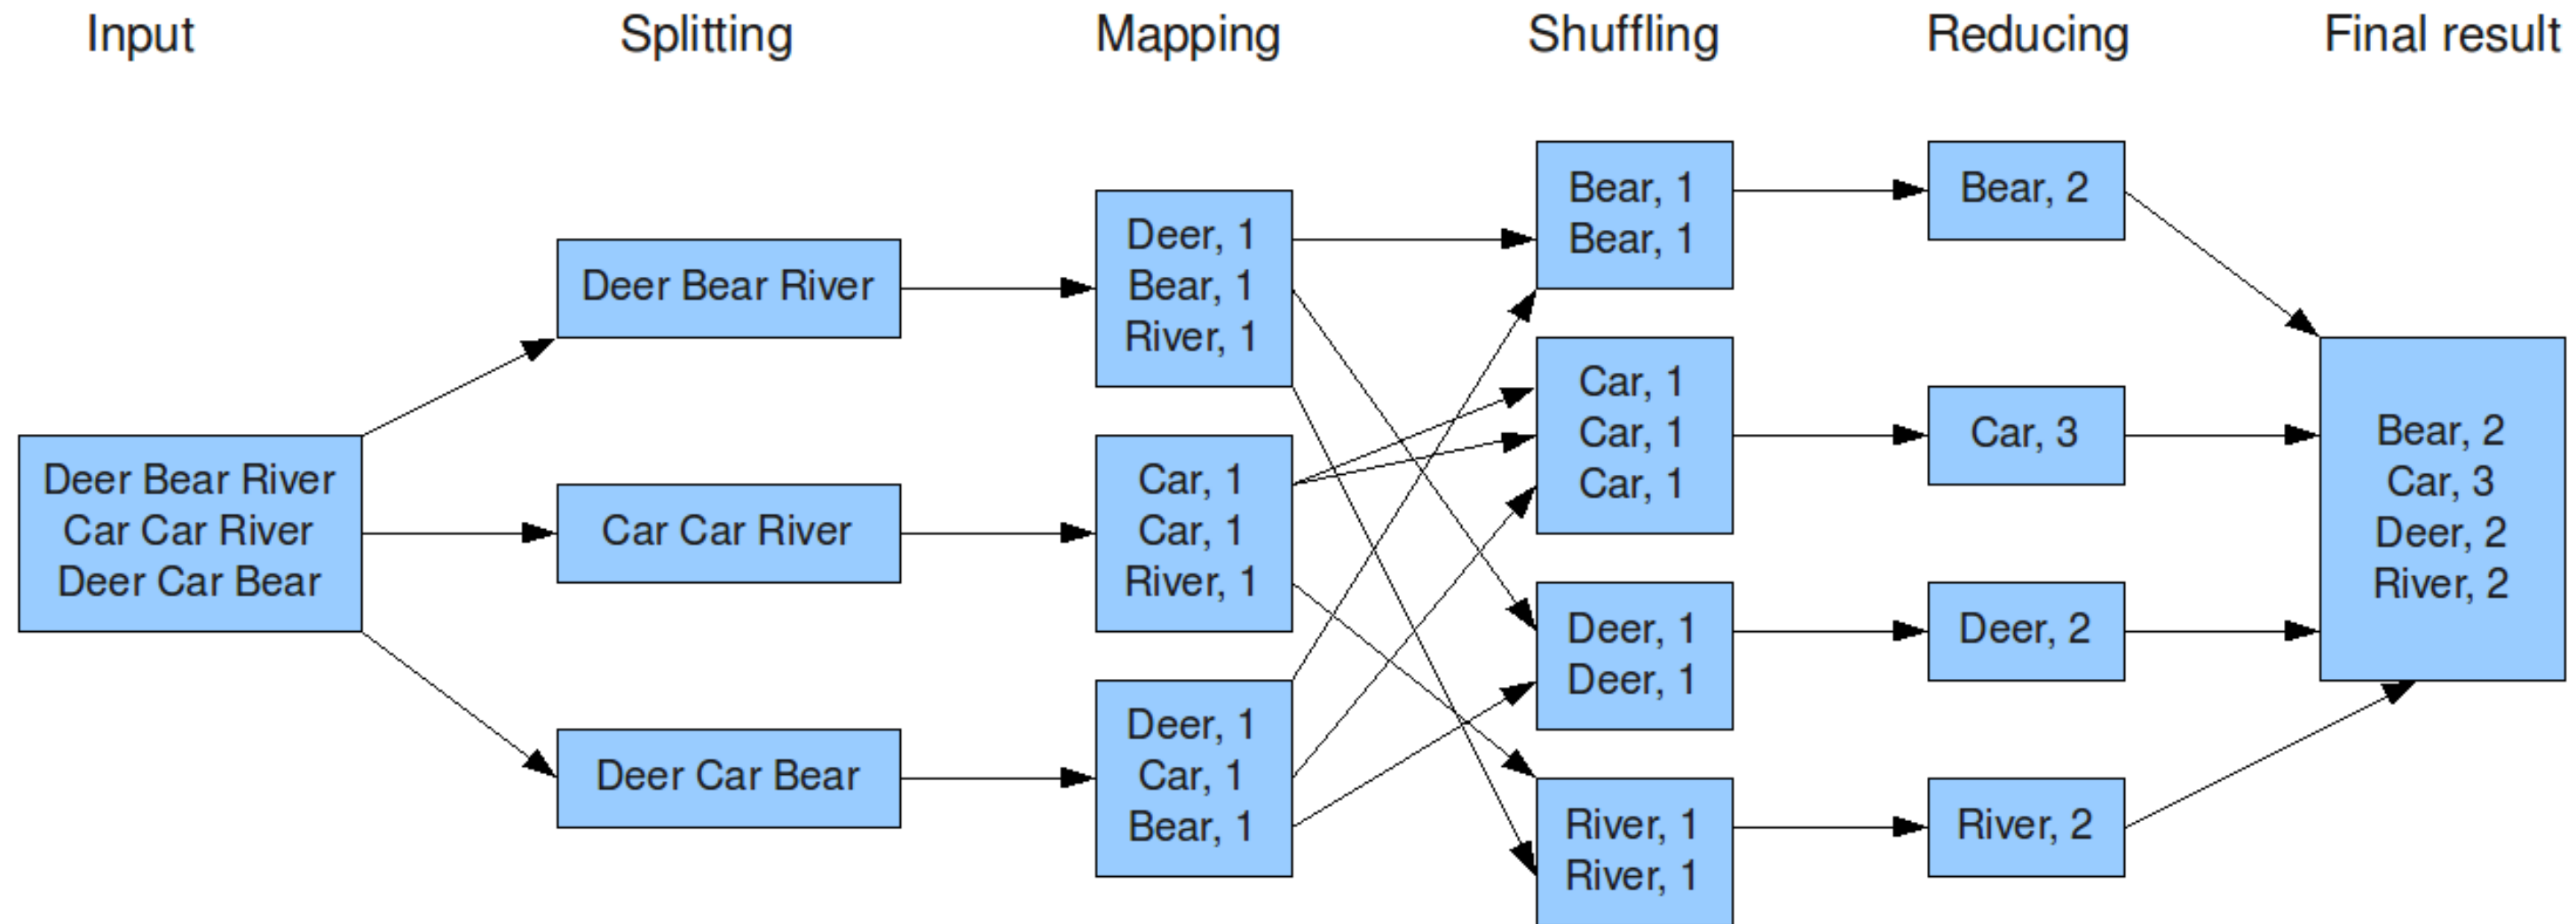 Input
Splitting
Mapping
Shuffling
Reducing
Final result
Deer Bear River
Car Car River
Deer Car Bear
Deer Bear River
Car Car River
Deer Car Bear
Deer, 1
Bear, 1
River, 1
Car, 1
Car, 1
River, 1
Deer, 1
Car, 1
Bear, 1
Bear, 1
Bear, 1
Car, 1
Car, 1
Car, 1
Deer, 1
Deer, 1
River, 1
River, 1
Bear, 2
Car, 3
Deer, 2
River, 2
Bear, 2
Car, 3
Deer, 2
River, 2